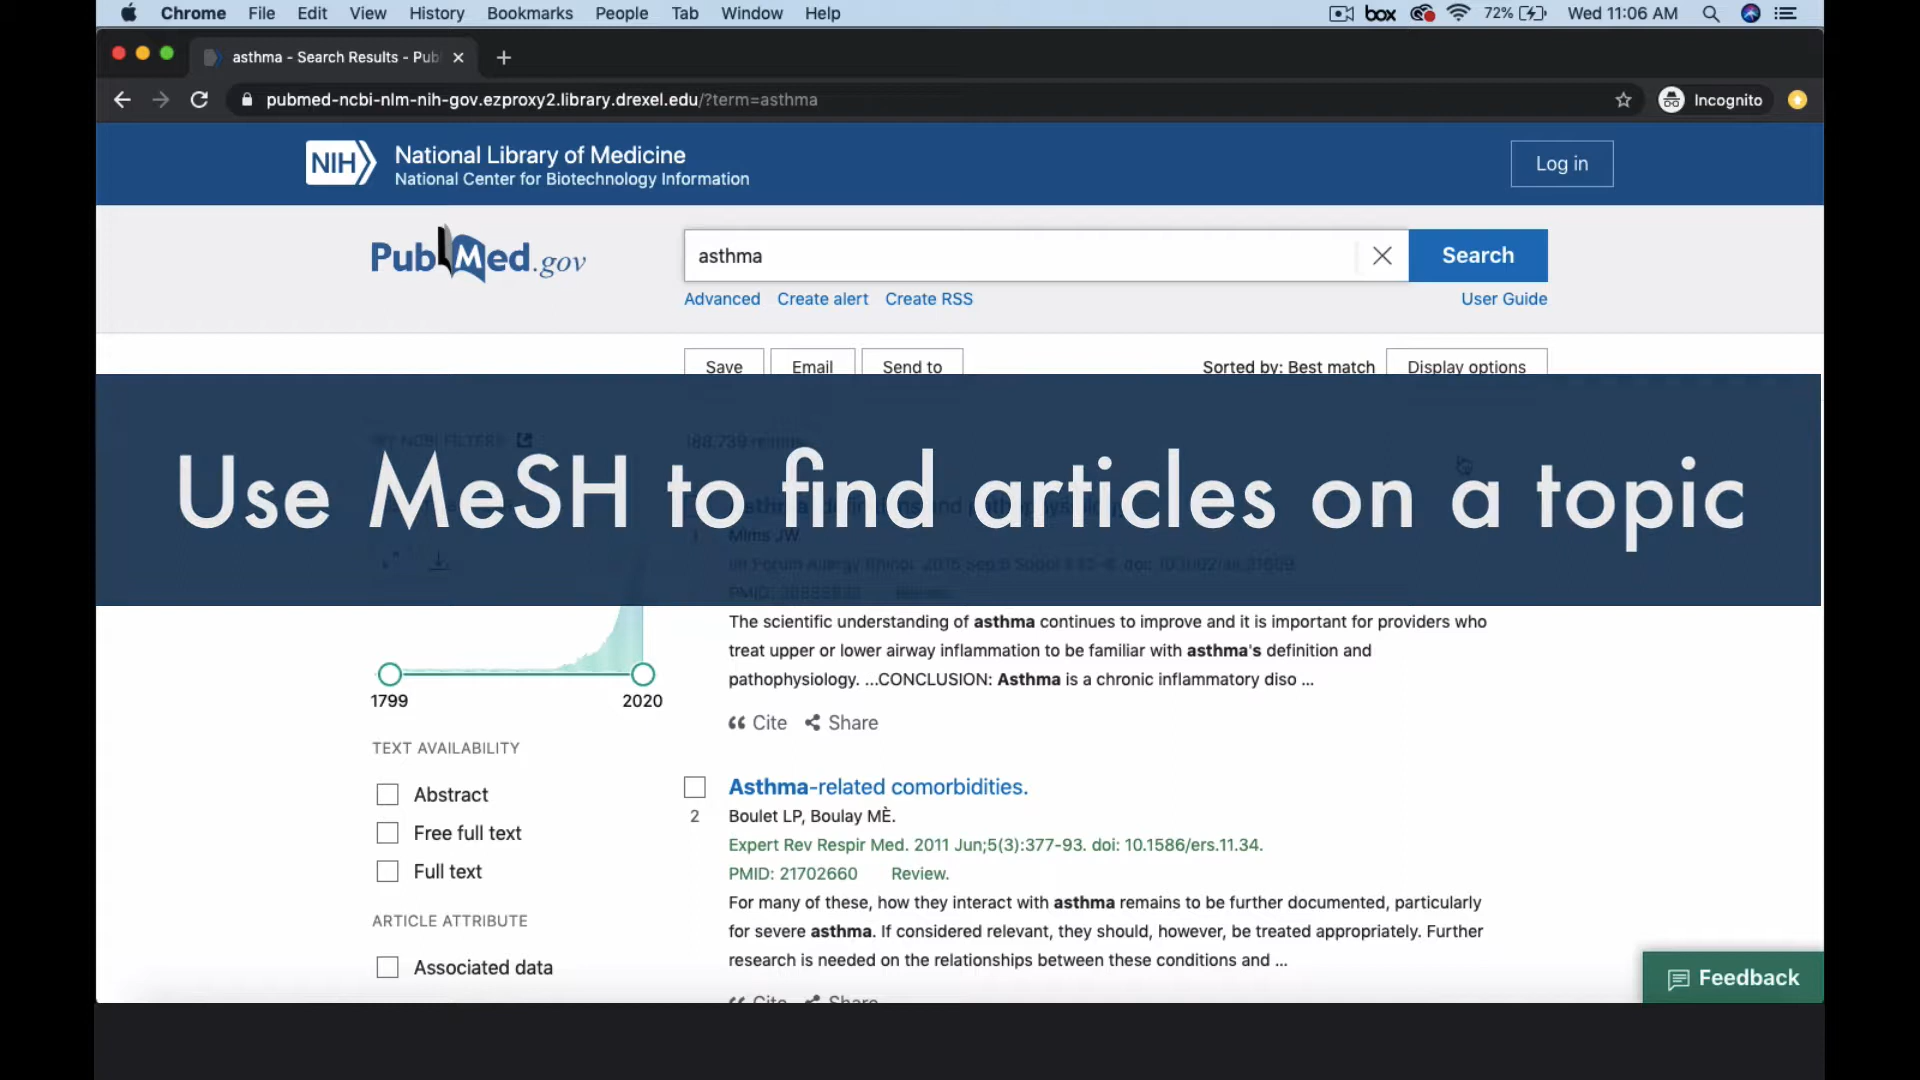 Chrome File Edit View History Bookmarks People Tab Window Help box 72% Wed 11:06 AM
asthma - Search Results - Pub
pubmed-ncbi-nlm-nih-gov.ezproxy2.library.drexel.edu/?term=asthma Incognito
NIH National Library of Medicine
National Center for Biotechnology Information
Log in
PubMed.gov
asthma
Search
Advanced Create alert Create RSS User Guide
Save Email Send to Sorted by: Best match Display options
Use MeSH to find articles on a topic
Mims JW
The scientific understanding of asthma continues to improve and it is important for providers who
treat upper or lower airway inflammation to be familiar with asthma's definition and
pathophysiology. ...CONCLUSION: Asthma is a chronic inflammatory diso ...
Cite Share
1799 2020
TEXT AVAILABILITY
Abstract
Free full text
Full text
ARTICLE ATTRIBUTE
Associated data
Asthma-related comorbidities.
2 Boulet LP, Boulay MÈ.
Expert Rev Respir Med. 2011 Jun;5(3):377-93. doi: 10.1586/ers.11.34.
PMID: 21702660 Review.
For many of these, how they interact with asthma remains to be further documented, particularly
for severe asthma. If considered relevant, they should, however, be treated appropriately. Further
research is needed on the relationships between these conditions and ...
Cite Share
Feedback